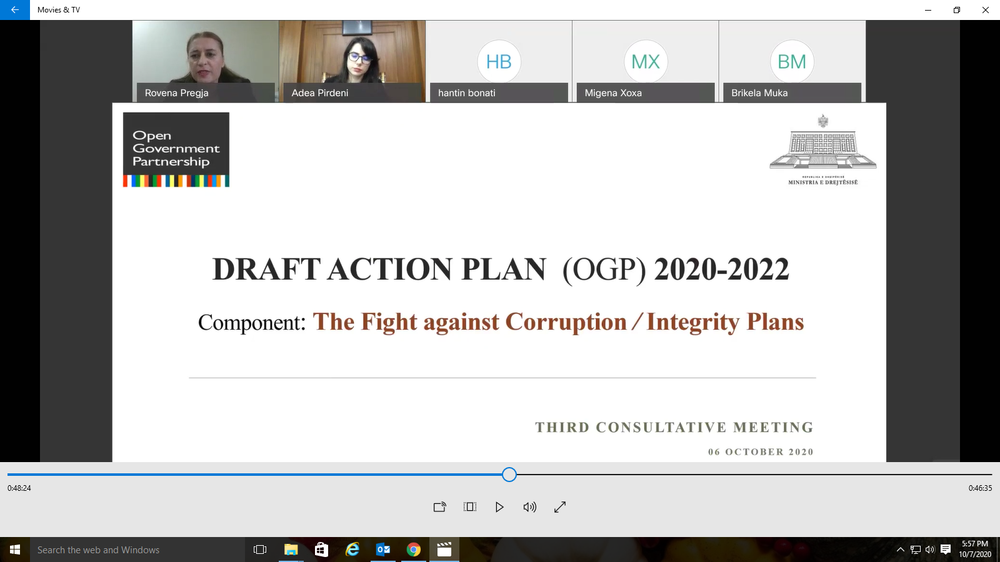 Movies & TV
HB
MX
BM
Rovena Pregja
Adea Pirdeni
hantin bonati
Migena Xoxa
Brikela Muka
Open
Government
Partnership
REPUBLIKA E SHQIPËRISË
MINISTRIA E DREJTËSISË
DRAFT ACTION PLAN (OGP) 2020-2022
Component: The Fight against Corruption / Integrity Plans
THIRD CONSULTATIVE MEETING
06 OCTOBER 2020
0:48:24
0:46:35
Search the web and Windows
5:57 PM
10/7/2020